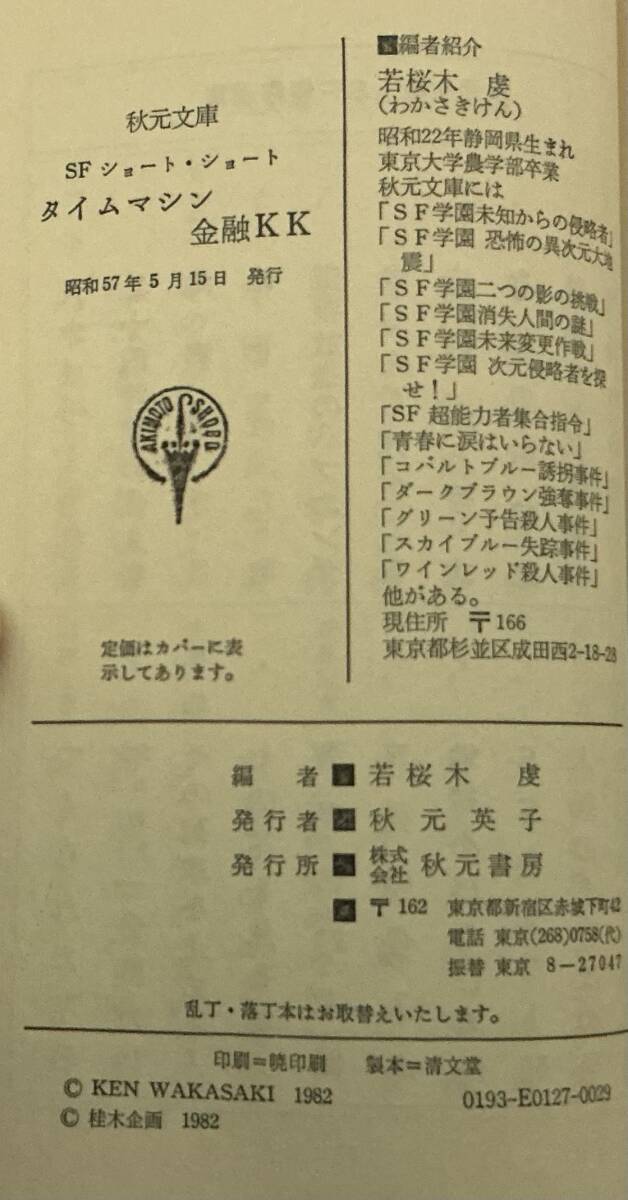 秋元文庫
SFショート・ショート
タイムマシン
金融KK
昭和57年5月15日 発行
AKIMOTO SHOBO
定価はカバーに表
示してあります。
■編者紹介
若桜木 虔
(わかさきけん)
昭和22年静岡県生まれ
東京大学農学部卒業
秋元文庫には
「SF学園未知からの侵略者」
「SF学園 恐怖の異次元大地
震」
「SF学園二つの影の挑戦」
「SF学園消失人間の謎」
「SF学園未来変更作戦」
「SF学園 次元侵略者を探
せ!」
「SF 超能力者集合指令」
「青春に涙はいらない」
「コバルトブルー誘拐事件」
「ダークブラウン強奪事件」
「グリーン予告殺人事件」
「スカイブルー失踪事件」
「ワインレッド殺人事件」
他がある。
現住所 〒166
東京都杉並区成田西2-18-28
編者■若桜木 虔
発行者■秋元英子
発行所■株式会社 秋元書房
■〒162 東京都新宿区赤城下町42
電話 東京(268)0758(代)
振替 東京 8-27047
乱丁・落丁本はお取替えいたします。
印刷=暁印刷 製本=清文堂
© KEN WAKASAKI 1982
0193-E0127-0029
© 桂木企画 1982